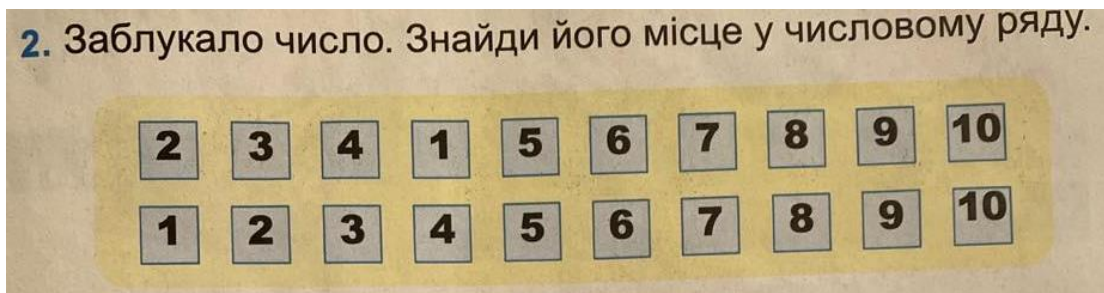 2. Заблукало число. Знайди його місце у числовому ряду.
2 3 4 1 5 6 7 8 9 10
1 2 3 4 5 6 7 8 9 10